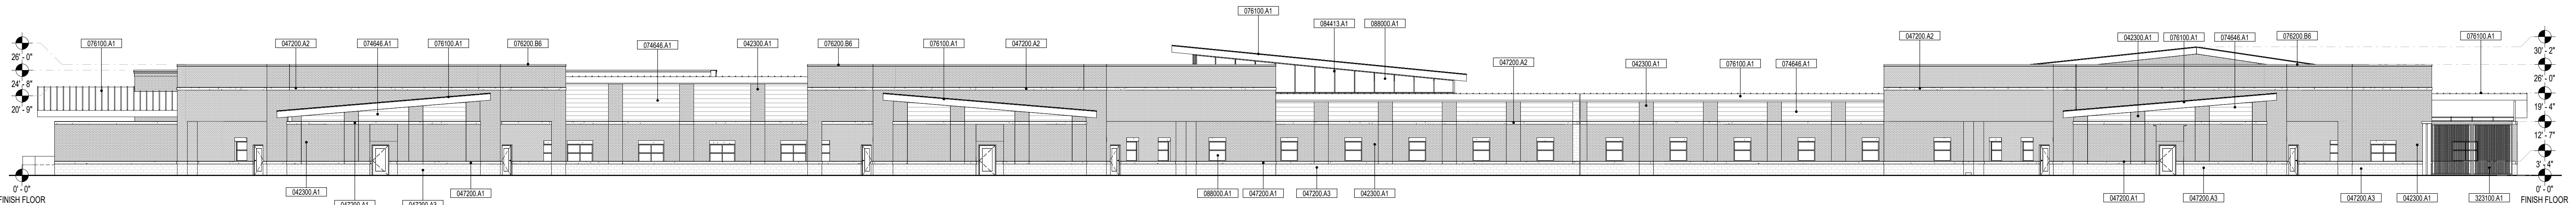 076100.A1
084413.A1
088000.A1
076100.A1
047200.A2
074646.A1
076100.A1
076200.B6
074646.A1
042300.A1
076200.B6
076100.A1
047200.A2
047200.A2
042300.A1
076100.A1
074646.A1
047200.A2
042300.A1
076100.A1
074646.A1
076200.B6
076100.A1
26' - 0"
24' - 8"
20' - 9"
0' - 0"
FINISH FLOOR
30' - 2"
26' - 0"
19' - 4"
12' - 7"
3' - 4"
0' - 0"
FINISH FLOOR
042300.A1
047200.A1
047200.A3
047200.A1
088000.A1
047200.A1
047200.A3
042300.A1
047200.A1
047200.A3
047200.A3
042300.A1
323100.A1